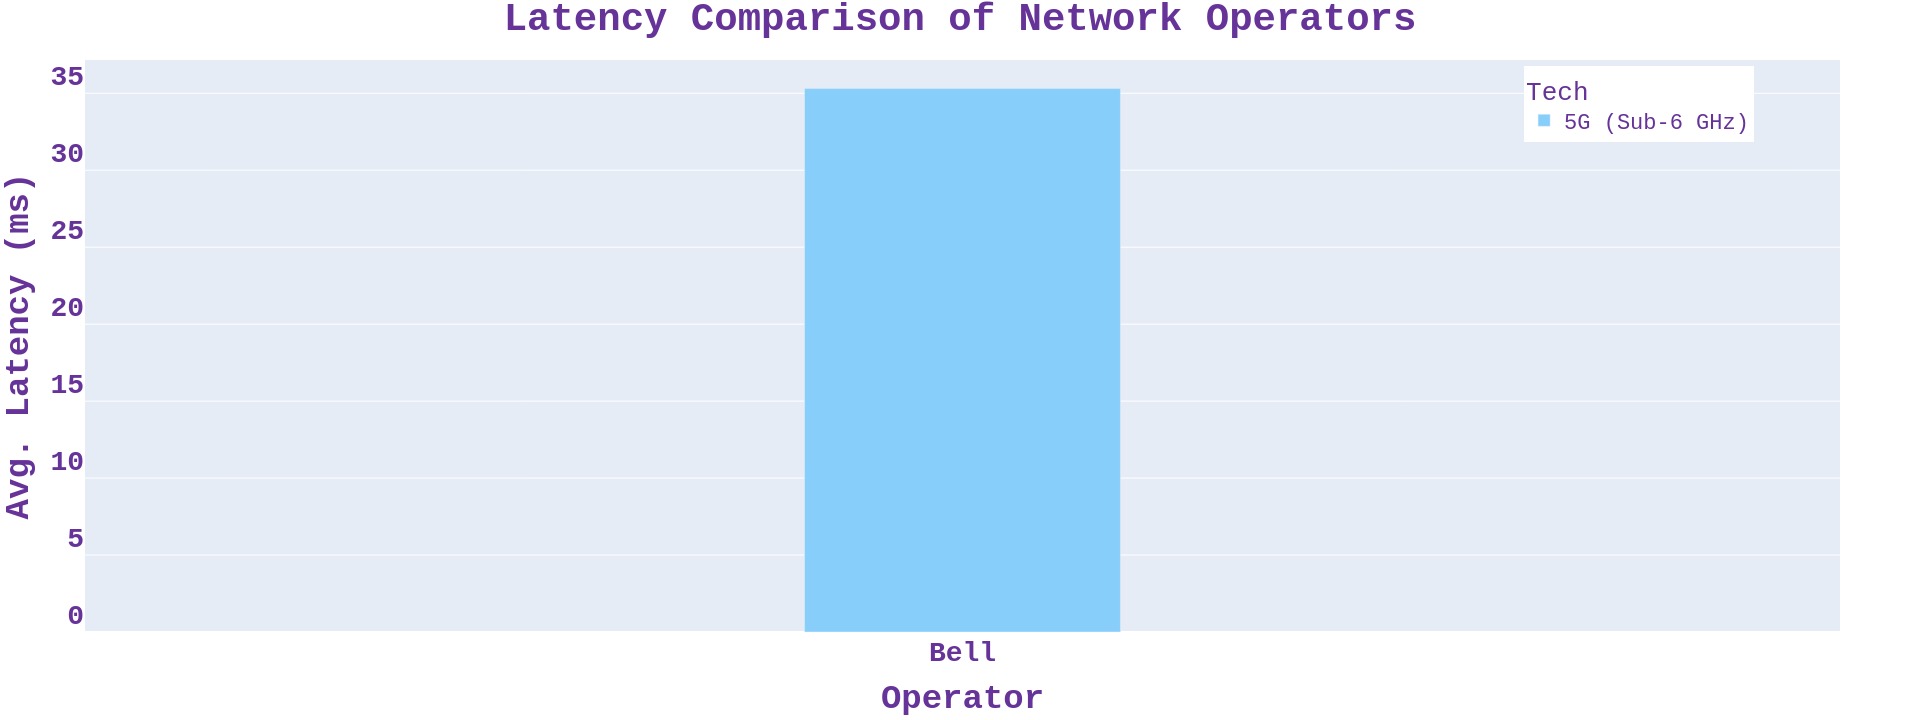 Latency Comparison of Network Operators
35
30
25
20
15
10
5
0
Avg. Latency (ms)
Tech
5G (Sub-6 GHz)
Bell
Operator